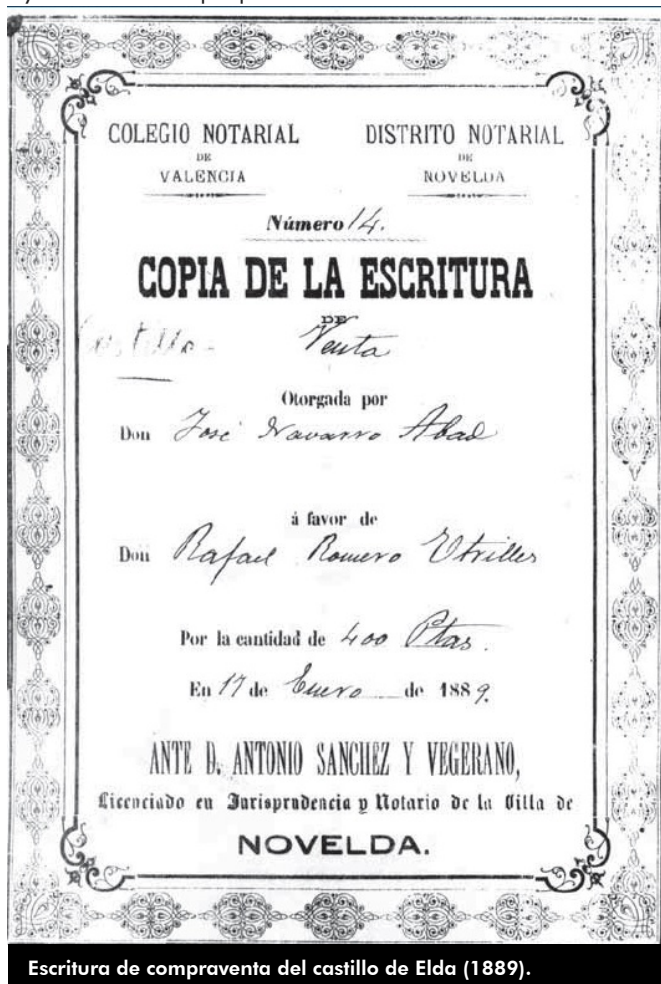 COLEGIO NOTARIAL
DE
VALENCIA
DISTRITO NOTARIAL
DE
NOVELDA
Número 14.
COPIA DE LA ESCRITURA
DE
Castillo - Venta
Otorgada por
Don José Navarro Abad
á favor de
Don Rafael Romero Utrilles
Por la cantidad de 400 Ptas.
En 17 de Enero de 1889.
ANTE D. ANTONIO SANCHEZ Y VEGERANO,
Licenciado en Jurisprudencia y Notario de la Villa de
NOVELDA.
Escritura de compraventa del castillo de Elda (1889).